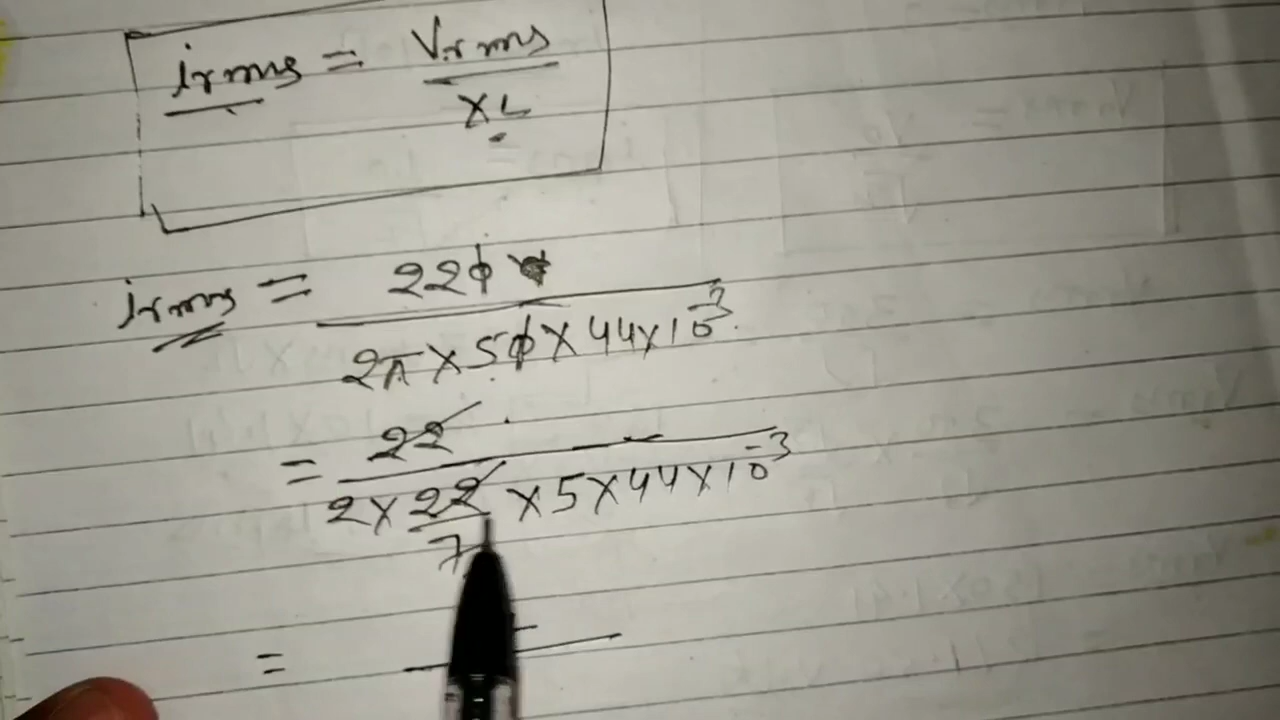 irms = Vrms / XL
irms = 220 / 2π × 50 × 44 × 10⁻³
= 22 / 2 × 22/7 × 5 × 44 × 10⁻³
=